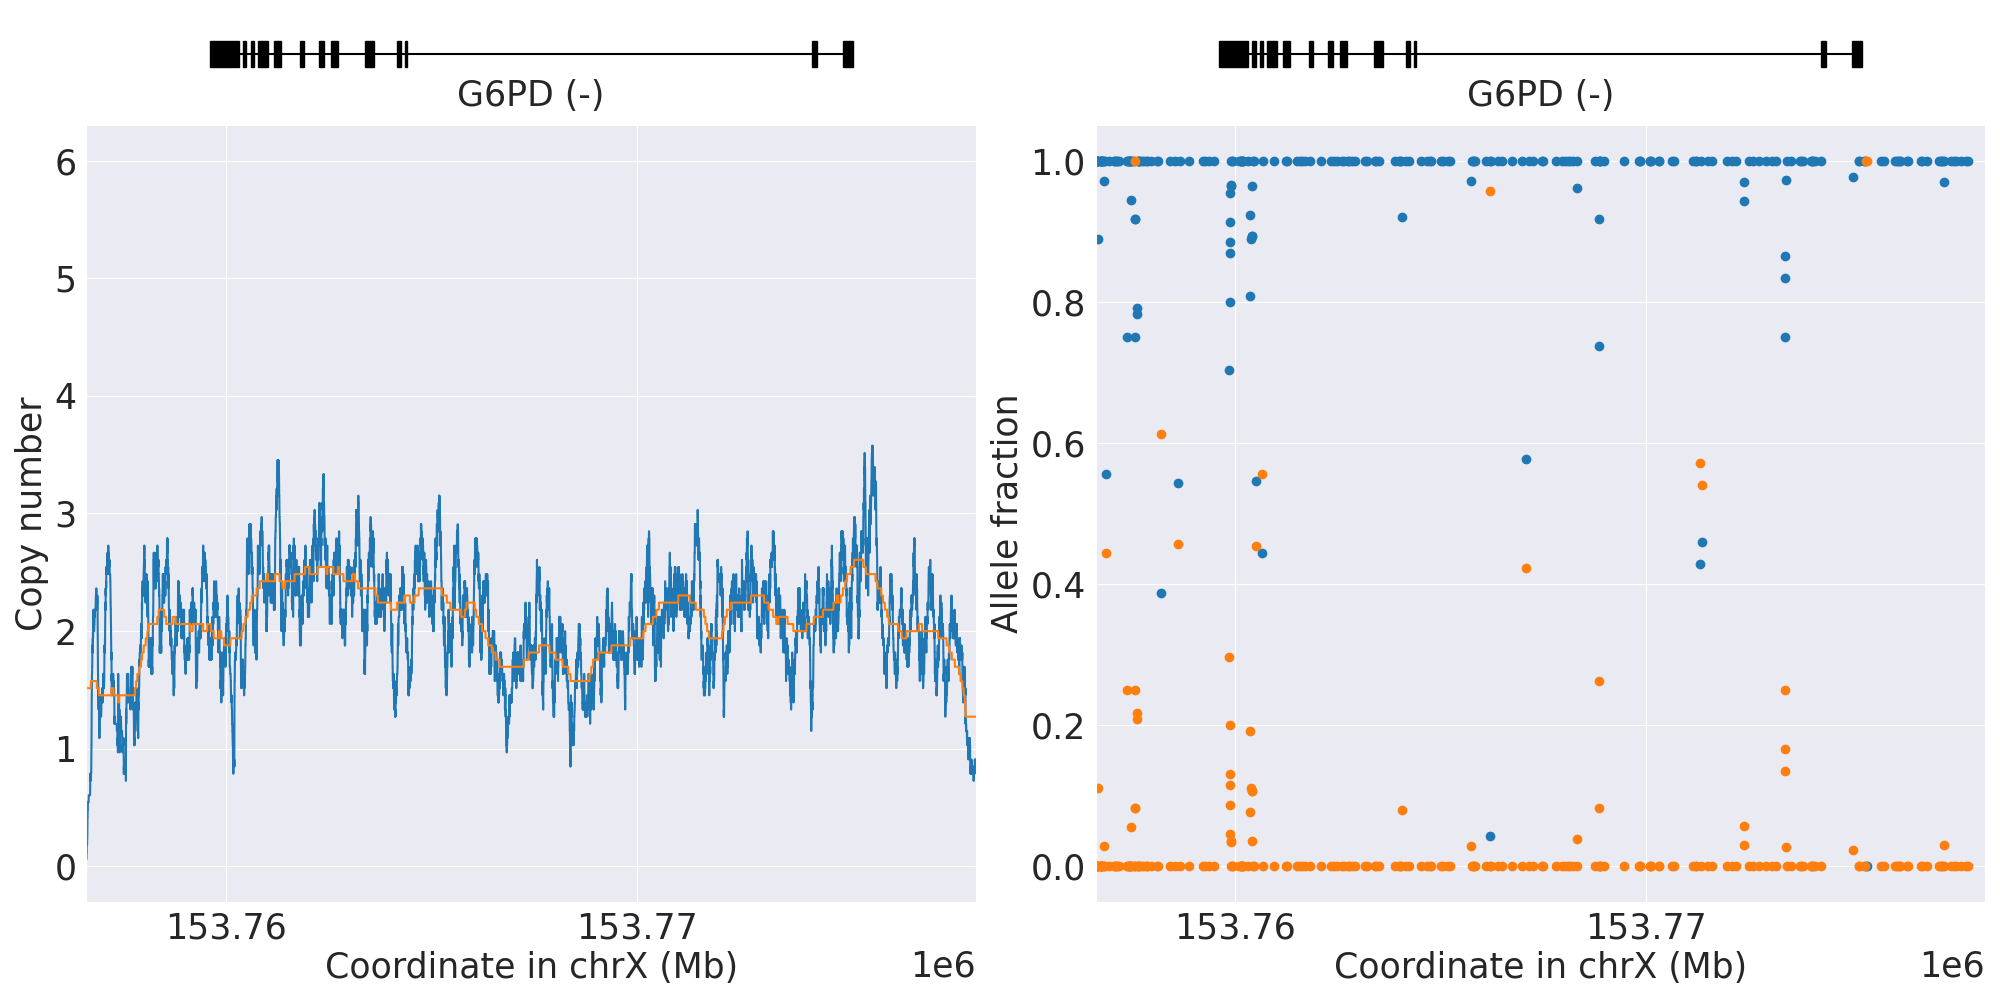 G6PD (-)
6
5
4
3
2
1
0
Copy number
153.76
153.77
Coordinate in chrX (Mb)
1e6
G6PD (-)
1.0
0.8
0.6
0.4
0.2
0.0
Allele fraction
153.76
153.77
Coordinate in chrX (Mb)
1e6